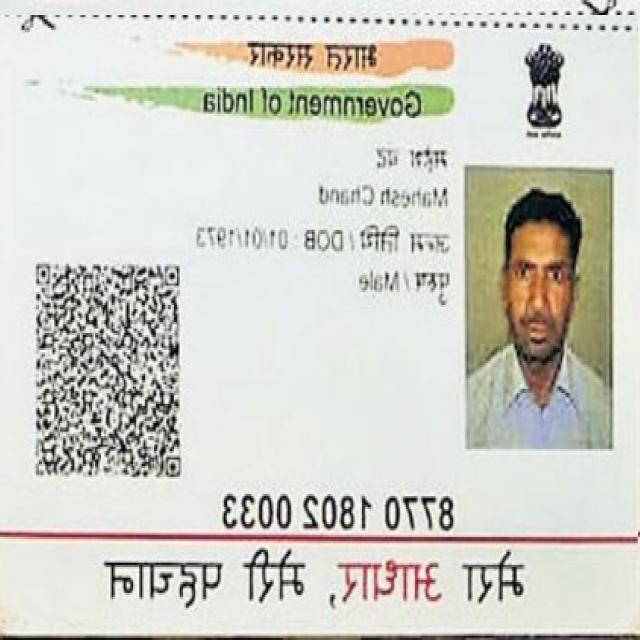 भारत सरकार
Government of India
महेश चंद
Mahesh Chand
जन्म तिथि / DOB : 01/01/1973
पुरुष / Male
8770 1802 0033
मेरा आधार, मेरी पहचान